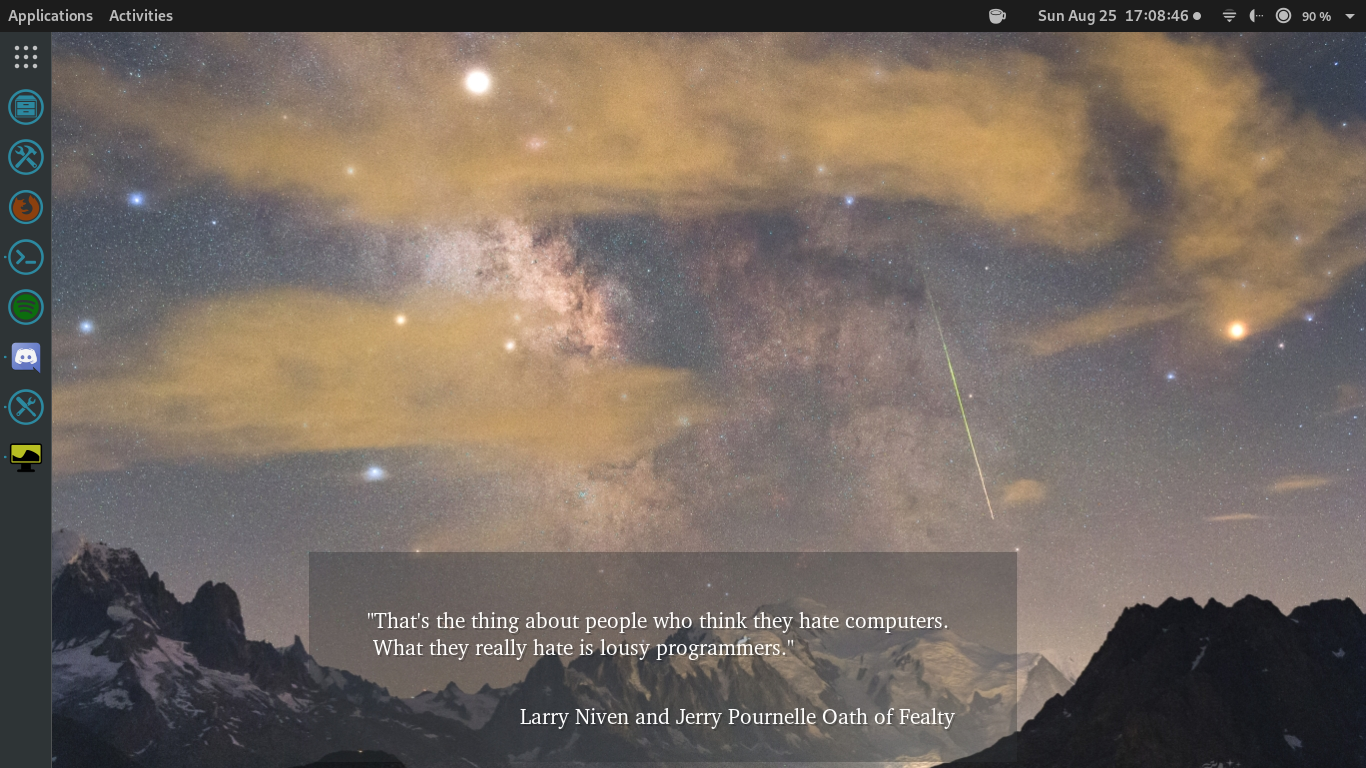 Applications Activities Sun Aug 25 17:08:46 90 %
"That's the thing about people who think they hate computers.
What they really hate is lousy programmers."
Larry Niven and Jerry Pournelle Oath of Fealty